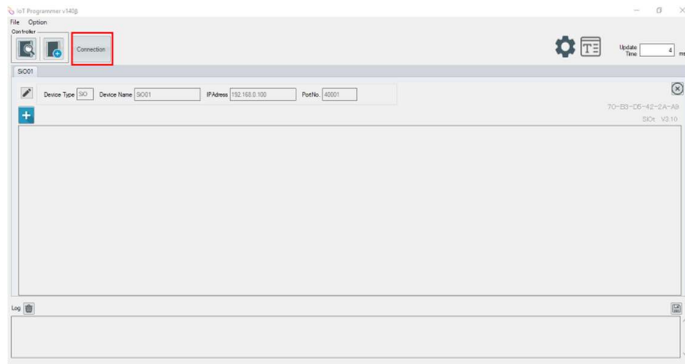 IoT Programmer v140β
File Option
Controller
Connection
Update Time 4 ms
SiO01
Device Type SiO Device Name SiO01 IPAdress 192.168.0.100 PortNo. 40001
70-B3-D5-42-2A-A9
SiOt V3.10
Log